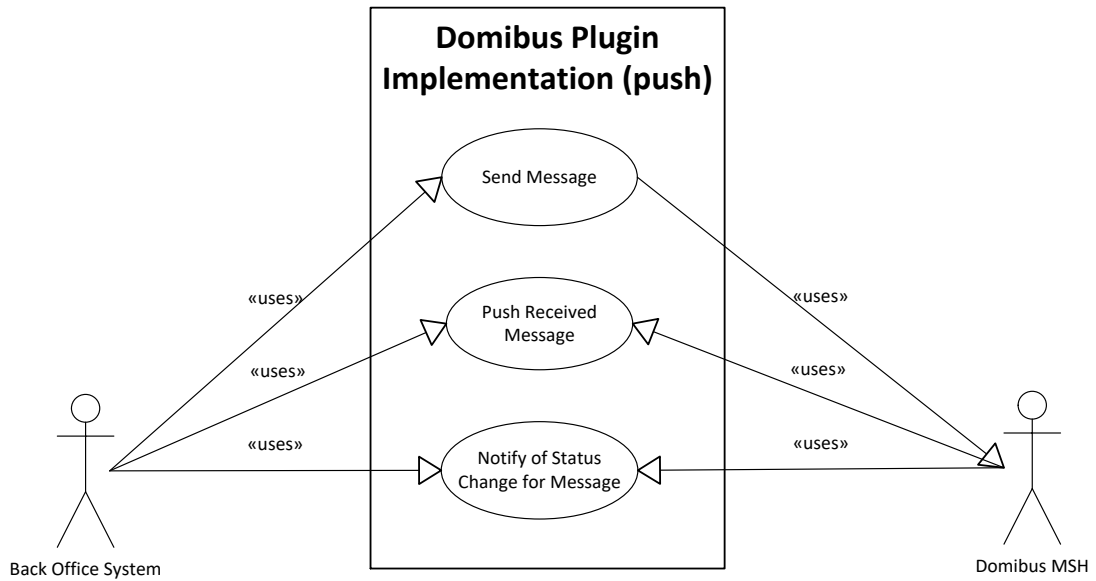 Domibus Plugin
Implementation (push)
Send Message
«uses»
«uses»
Push Received
Message
«uses»
«uses»
«uses»
«uses»
Notify of Status
Change for Message
Back Office System
Domibus MSH